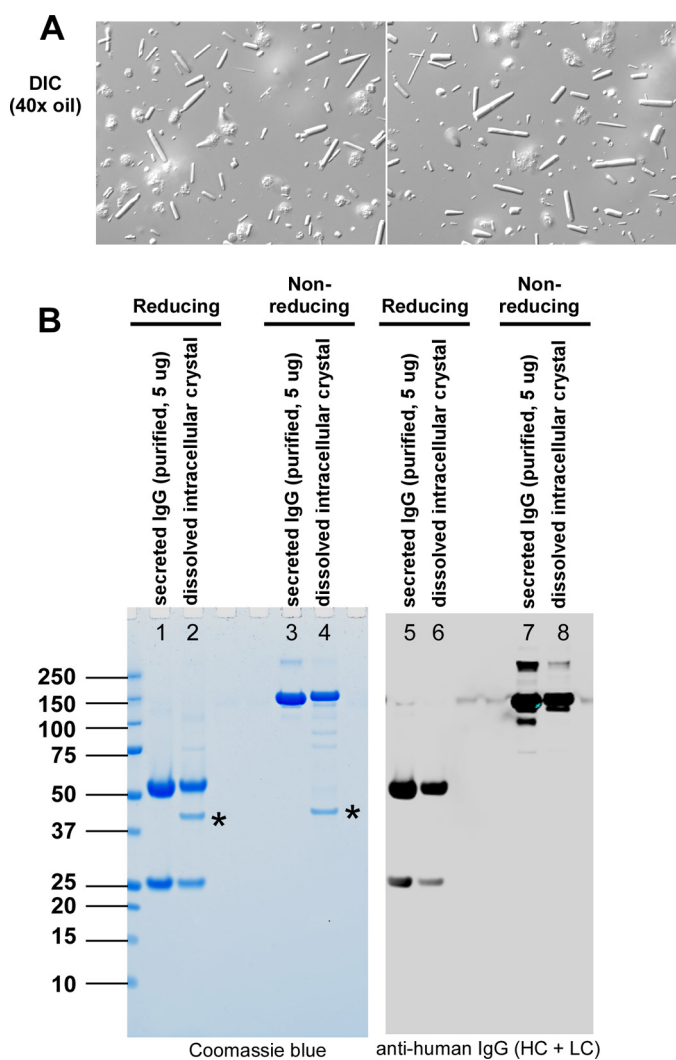 A
DIC
(40x oil)
B
Reducing
Non-
reducing
Reducing
Non-
reducing
secreted IgG (purified, 5 ug)
dissolved intracellular crystal
secreted IgG (purified, 5 ug)
dissolved intracellular crystal
secreted IgG (purified, 5 ug)
dissolved intracellular crystal
secreted IgG (purified, 5 ug)
dissolved intracellular crystal
1 2 3 4 5 6 7 8
250
150
100
75
50
*
*
37
25
20
15
10
Coomassie blue
anti-human IgG (HC + LC)